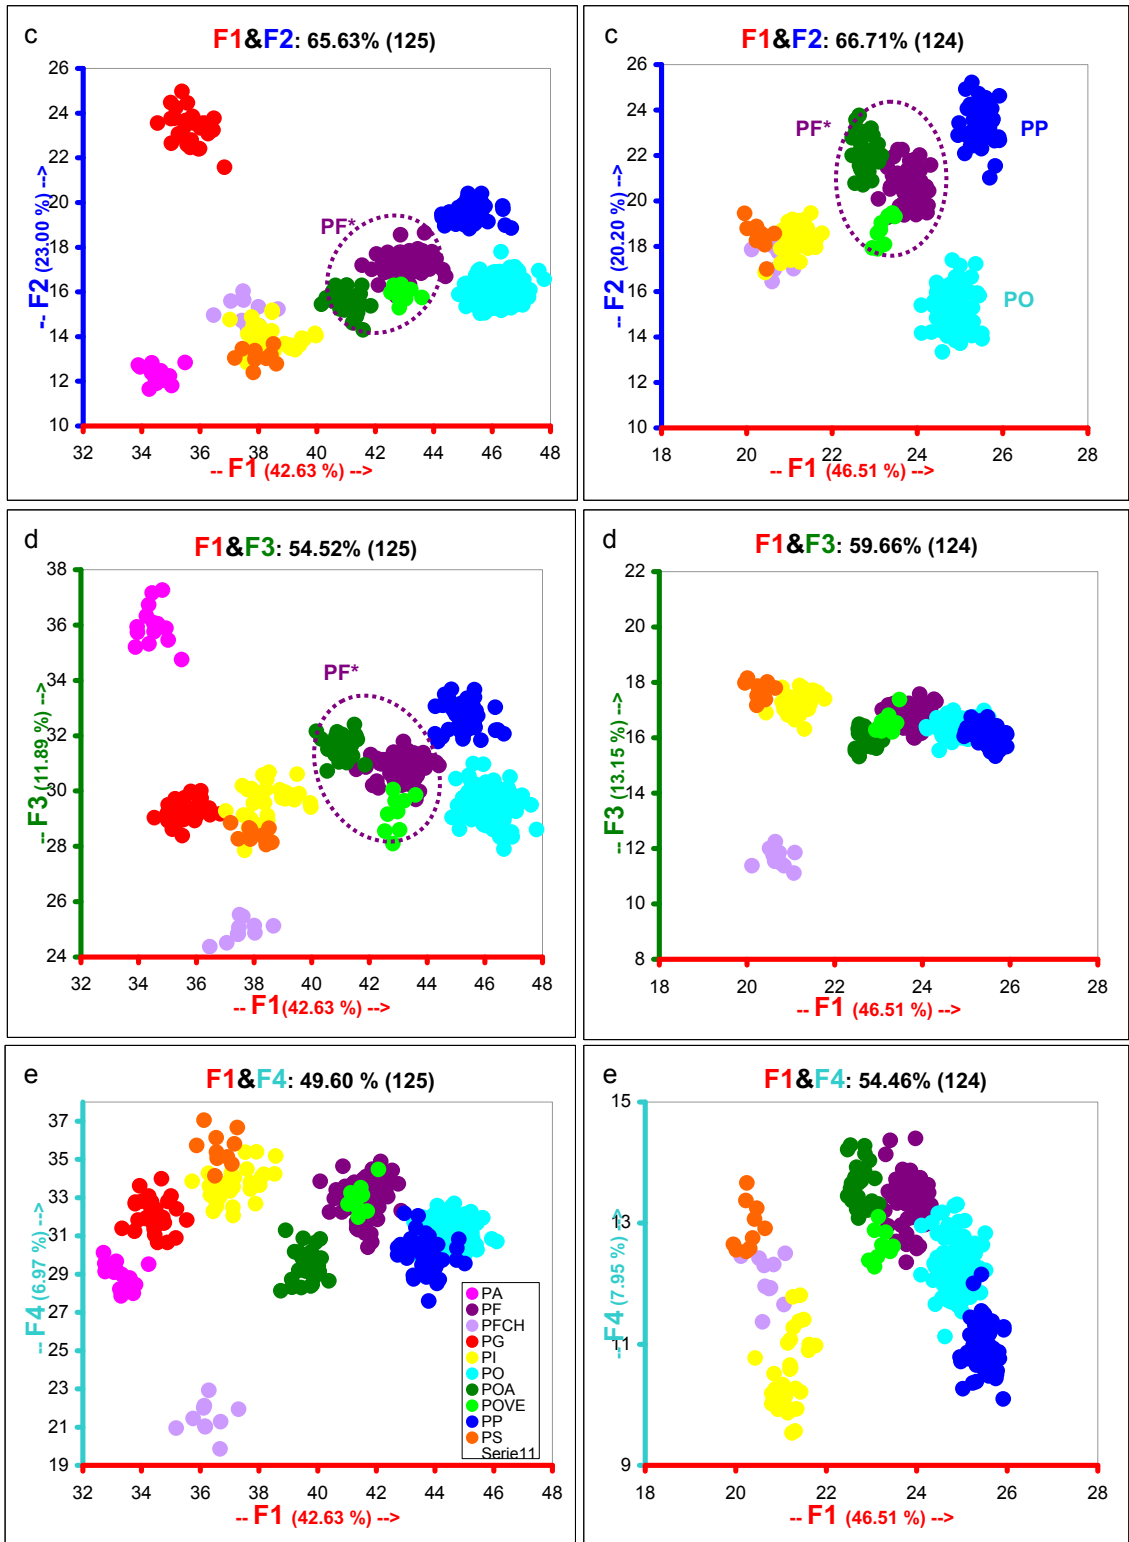 c
F1&F2: 65.63% (125)
26
24
22
20
18
16
14
12
10
-- F2 (23.00 %) -->
PF*
32 34 36 38 40 42 44 46 48
-- F1 (42.63 %) -->
c
F1&F2: 66.71% (124)
26
24
22
20
18
16
14
12
10
-- F2 (20.20 %) -->
PF*
PP
PO
18 20 22 24 26 28
-- F1 (46.51 %) -->
d
F1&F3: 54.52% (125)
38
36
34
32
30
28
26
24
-- F3 (11.89 %) -->
PF*
32 34 36 38 40 42 44 46 48
-- F1(42.63 %) -->
d
F1&F3: 59.66% (124)
22
20
18
16
14
12
10
8
-- F3 (13.15 %) -->
18 20 22 24 26 28
-- F1 (46.51 %) -->
e
F1&F4: 49.60 % (125)
37
35
33
31
29
27
25
23
21
19
-- F4 (6.97 %) -->
PA
PF
PFCH
PG
PI
PO
POA
POVE
PP
PS
Serie11
32 34 36 38 40 42 44 46 48
-- F1 (42.63 %) -->
e
F1&F4: 54.46% (124)
15
13
11
9
-- F4 (7.95 %) -->
18 20 22 24 26 28
-- F1 (46.51 %) -->